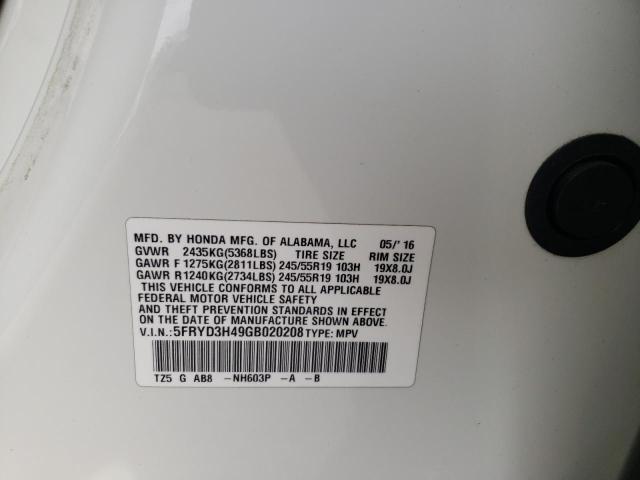 MFD. BY HONDA MFG. OF ALABAMA, LLC 05/'16
GVWR 2435KG(5368LBS) TIRE SIZE RIM SIZE
GAWR F 1275KG(2811LBS) 245/55R19 103H 19X8.0J
GAWR R1240KG(2734LBS) 245/55R19 103H 19X8.0J
THIS VEHICLE CONFORMS TO ALL APPLICABLE
FEDERAL MOTOR VEHICLE SAFETY
AND THEFT PREVENTION STANDARDS IN EFFECT
ON THE DATE OF MANUFACTURE SHOWN ABOVE.
V.I.N.:5FRYD3H49GB020208 TYPE: MPV
TZ5 G AB8 -NH603P -A -B